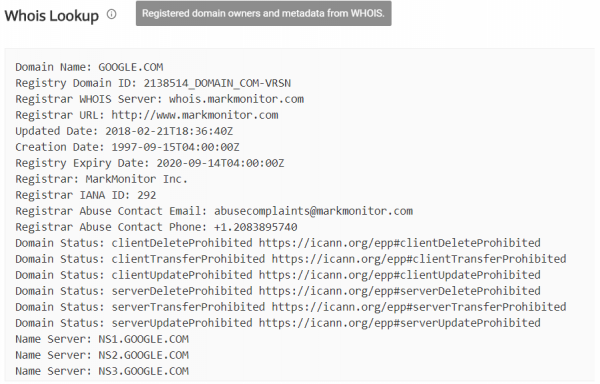 Whois Lookup
Registered domain owners and metadata from WHOIS.
Domain Name: GOOGLE.COM
Registry Domain ID: 2138514_DOMAIN_COM-VRSN
Registrar WHOIS Server: whois.markmonitor.com
Registrar URL: http://www.markmonitor.com
Updated Date: 2018-02-21T18:36:40Z
Creation Date: 1997-09-15T04:00:00Z
Registry Expiry Date: 2020-09-14T04:00:00Z
Registrar: MarkMonitor Inc.
Registrar IANA ID: 292
Registrar Abuse Contact Email: abusecomplaints@markmonitor.com
Registrar Abuse Contact Phone: +1.2083895740
Domain Status: clientDeleteProhibited https://icann.org/epp#clientDeleteProhibited
Domain Status: clientTransferProhibited https://icann.org/epp#clientTransferProhibited
Domain Status: clientUpdateProhibited https://icann.org/epp#clientUpdateProhibited
Domain Status: serverDeleteProhibited https://icann.org/epp#serverDeleteProhibited
Domain Status: serverTransferProhibited https://icann.org/epp#serverTransferProhibited
Domain Status: serverUpdateProhibited https://icann.org/epp#serverUpdateProhibited
Name Server: NS1.GOOGLE.COM
Name Server: NS2.GOOGLE.COM
Name Server: NS3.GOOGLE.COM